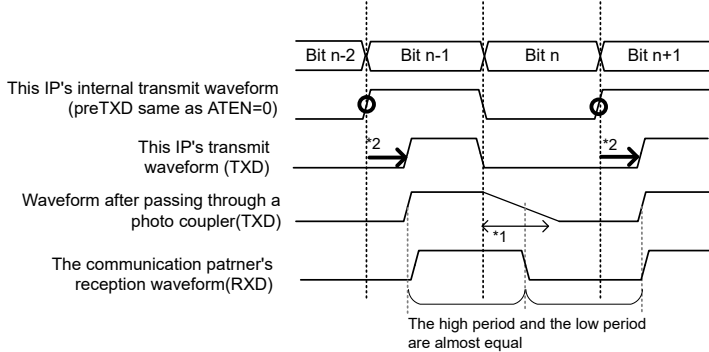 Bit n-2 Bit n-1 Bit n Bit n+1
This IP's internal transmit waveform
(preTXD same as ATEN=0)
*2 *2
This IP's transmit
waveform (TXD)
Waveform after passing through a
photo coupler(TXD)
*1
The communication patrner's
reception waveform(RXD)
The high period and the low period
are almost equal